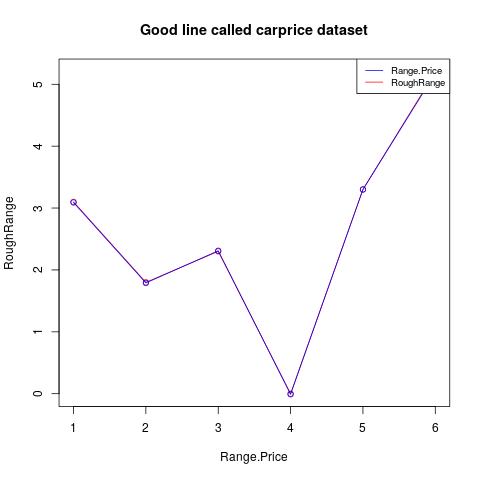 Good line called carprice dataset
Range.Price
RoughRange
5
4
3
2
1
0
RoughRange
1 2 3 4 5 6
Range.Price